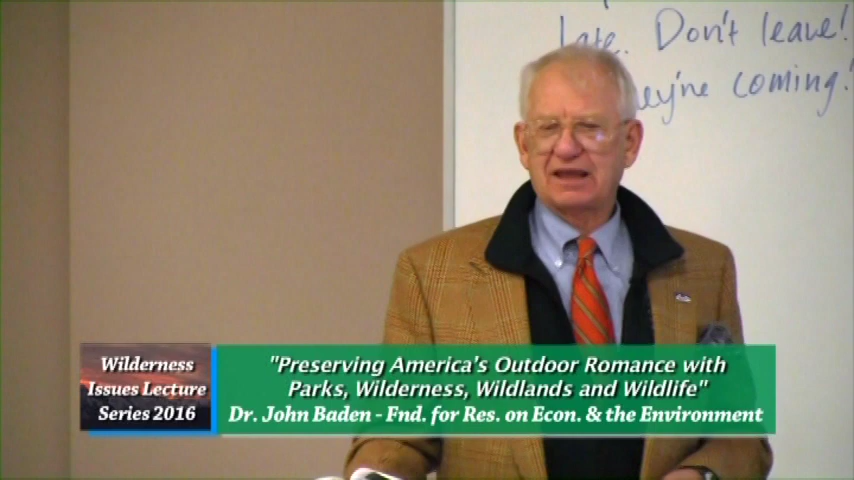 Late. Don't leave!
coming!
Wilderness
Issues Lecture
Series 2016
"Preserving America's Outdoor Romance with
Parks, Wilderness, Wildlands and Wildlife"
Dr. John Baden - Fnd. for Res. on Econ. & the Environment